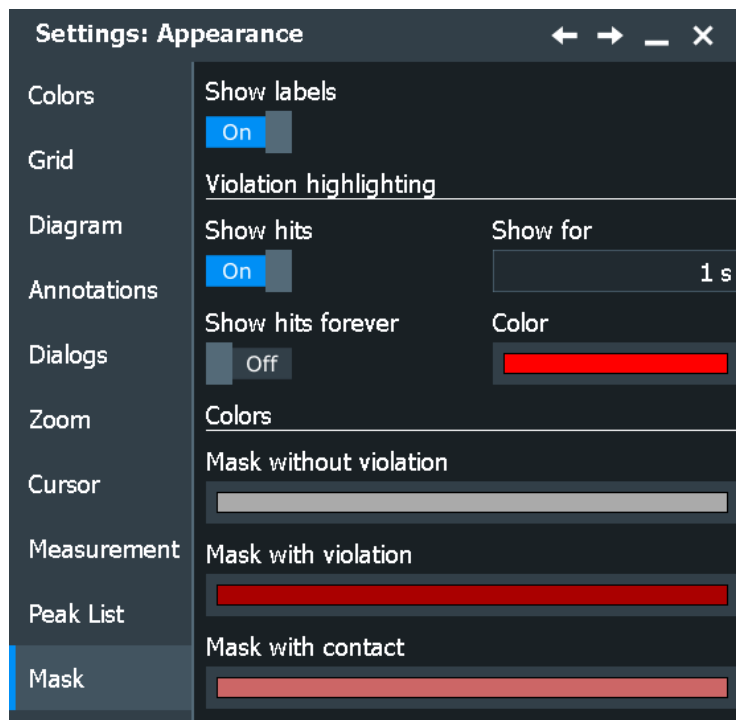 Settings: Appearance
Colors
Grid
Diagram
Annotations
Dialogs
Zoom
Cursor
Measurement
Peak List
Mask
Show labels
On
Violation highlighting
Show hits
Show for
On
1 s
Show hits forever
Color
Off
Colors
Mask without violation
Mask with violation
Mask with contact